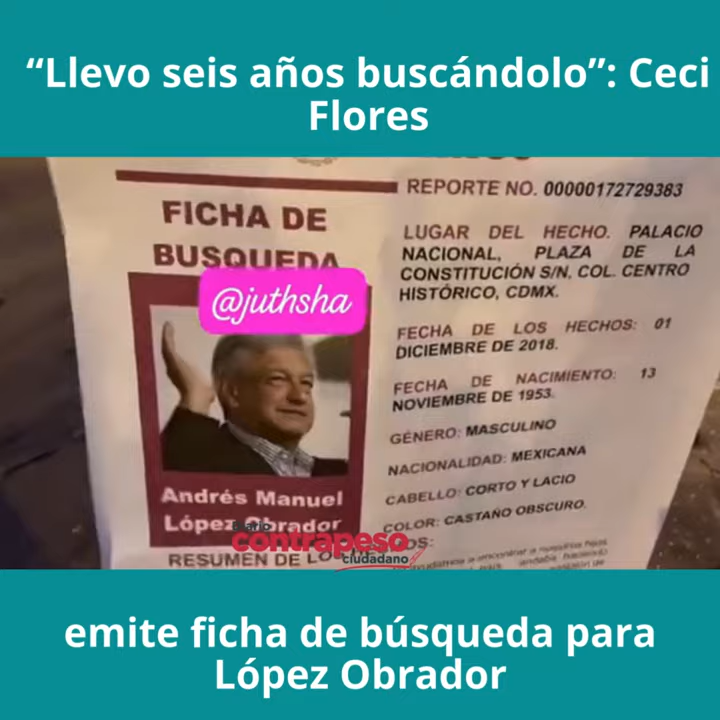 “Llevo seis años buscándolo”: Ceci
Flores
REPORTE NO. 00000172729383
FICHA DE
BUSQUEDA
@juthsha
LUGAR DEL HECHO. PALACIO
NACIONAL, PLAZA DE LA
CONSTITUCIÓN S/N, COL. CENTRO
HISTÓRICO, CDMX.
FECHA DE LOS HECHOS: 01
DICIEMBRE DE 2018.
FECHA DE NACIMIENTO: 13
NOVIEMBRE DE 1953.
GÉNERO: MASCULINO
NACIONALIDAD: MEXICANA
CABELLO: CORTO Y LACIO
COLOR: CASTAÑO OBSCURO.
Andrés Manuel
López Obrador
Diario
contrapeso
ciudadano
RESUMEN DE LO
emite ficha de búsqueda para
López Obrador